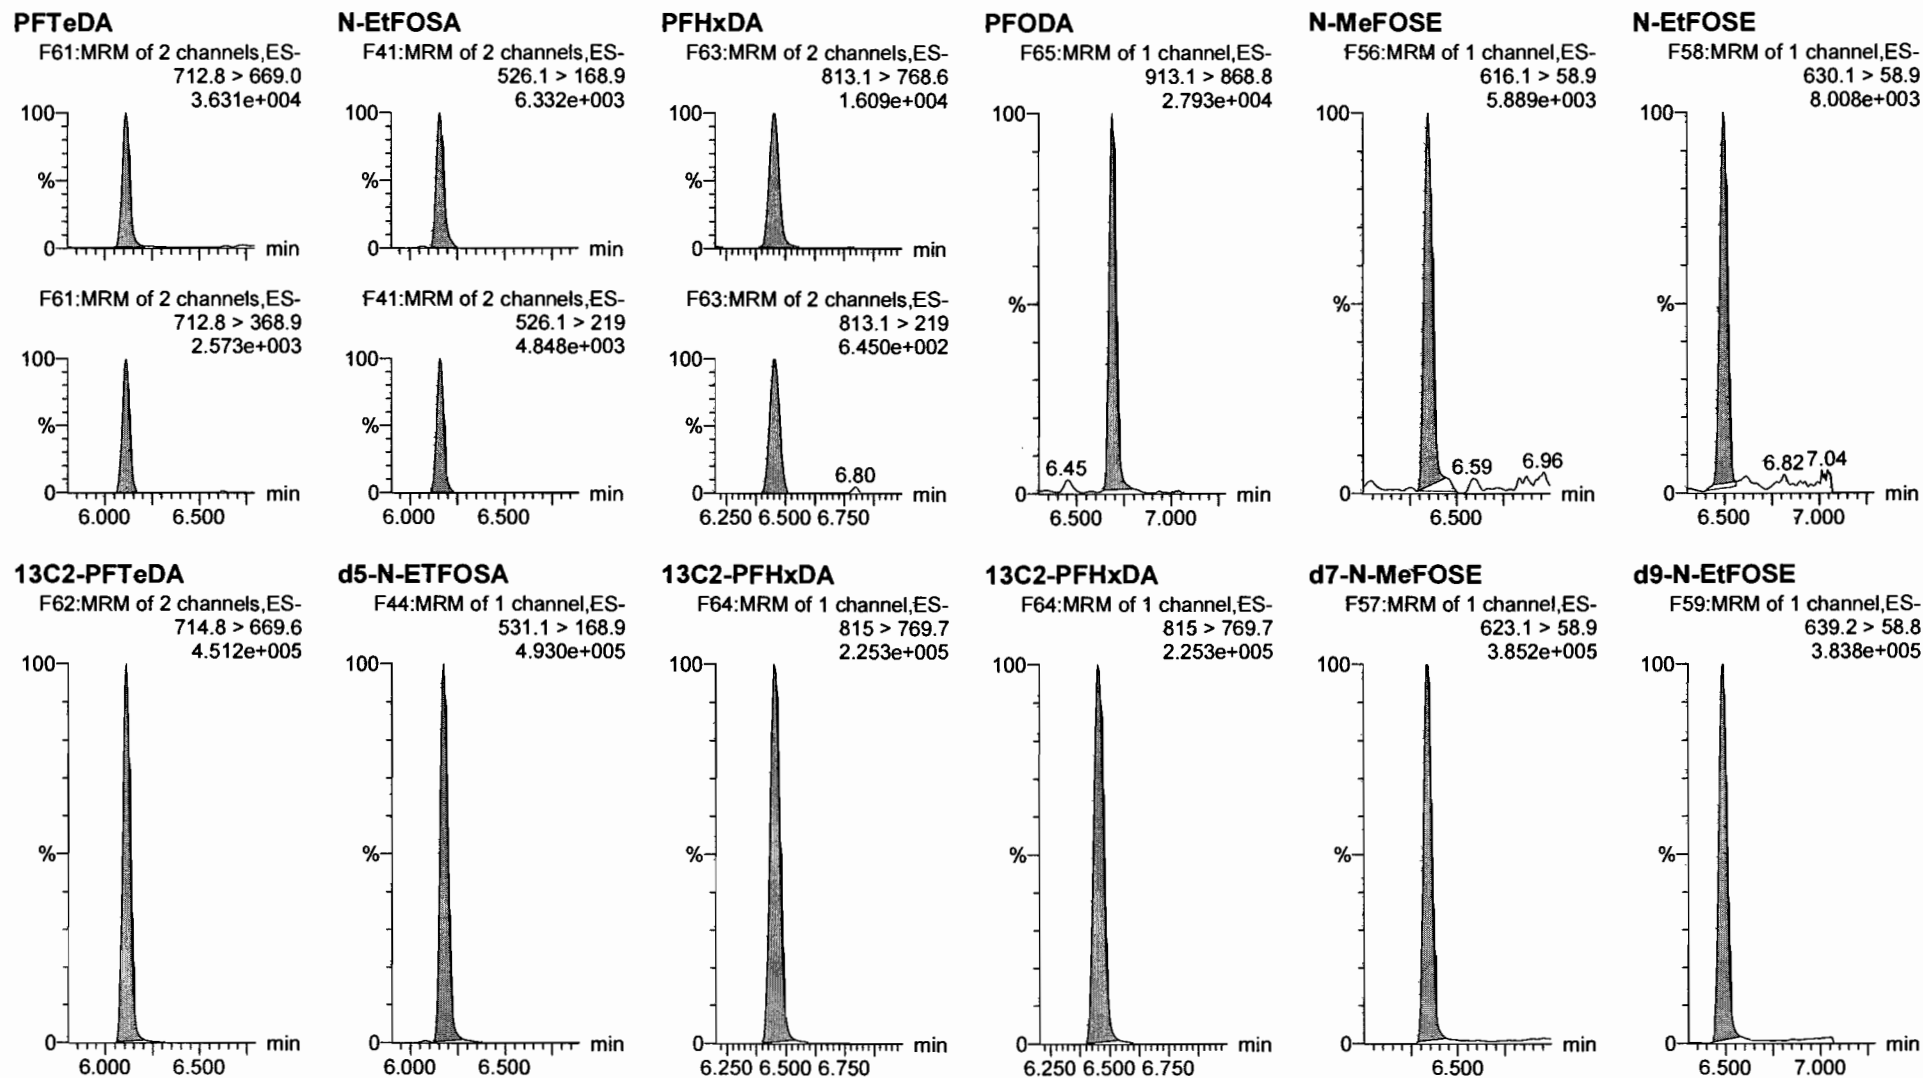 PFTeDA
F61:MRM of 2 channels,ES-
712.8 > 669.0
3.631e+004
100
%
0
min
F61:MRM of 2 channels,ES-
712.8 > 368.9
2.573e+003
100
%
0
min
6.000 6.500
N-EtFOSA
F41:MRM of 2 channels,ES-
526.1 > 168.9
6.332e+003
100
%
0
min
F41:MRM of 2 channels,ES-
526.1 > 219
4.848e+003
100
%
0
min
6.000 6.500
PFHxDA
F63:MRM of 2 channels,ES-
813.1 > 768.6
1.609e+004
100
%
0
min
F63:MRM of 2 channels,ES-
813.1 > 219
6.450e+002
100
%
6.80
0
min
6.250 6.500 6.750
PFODA
F65:MRM of 1 channel,ES-
913.1 > 868.8
2.793e+004
100
%
6.45
0
min
6.500 7.000
N-MeFOSE
F56:MRM of 1 channel,ES-
616.1 > 58.9
5.889e+003
100
%
6.59 6.96
0
min
6.500
N-EtFOSE
F58:MRM of 1 channel,ES-
630.1 > 58.9
8.008e+003
100
%
6.82 7.04
0
min
6.500 7.000
13C2-PFTeDA
F62:MRM of 2 channels,ES-
714.8 > 669.6
4.512e+005
100
%
0
min
6.000 6.500
d5-N-ETFOSA
F44:MRM of 1 channel,ES-
531.1 > 168.9
4.930e+005
100
%
0
min
6.000 6.500
13C2-PFHxDA
F64:MRM of 1 channel,ES-
815 > 769.7
2.253e+005
100
%
0
min
6.250 6.500 6.750
13C2-PFHxDA
F64:MRM of 1 channel,ES-
815 > 769.7
2.253e+005
100
%
0
min
6.250 6.500 6.750
d7-N-MeFOSE
F57:MRM of 1 channel,ES-
623.1 > 58.9
3.852e+005
100
%
0
min
6.500
d9-N-EtFOSE
F59:MRM of 1 channel,ES-
639.2 > 58.8
3.838e+005
100
%
0
min
6.500 7.000